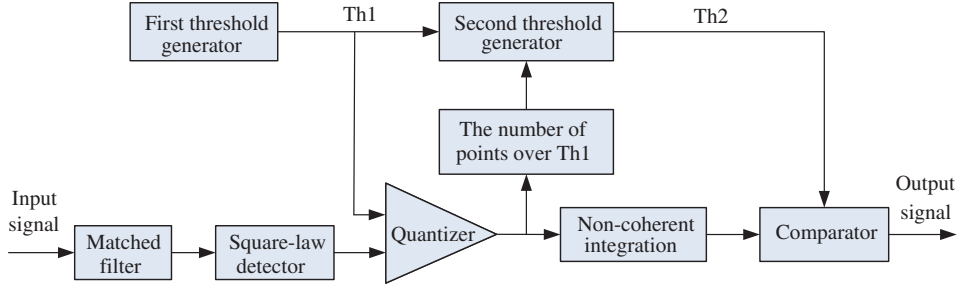 First threshold
generator
Th1
Second threshold
generator
Th2
The number of
points over Th1
Input
signal
Matched
filter
Square-law
detector
Quantizer
Non-coherent
integration
Comparator
Output
signal